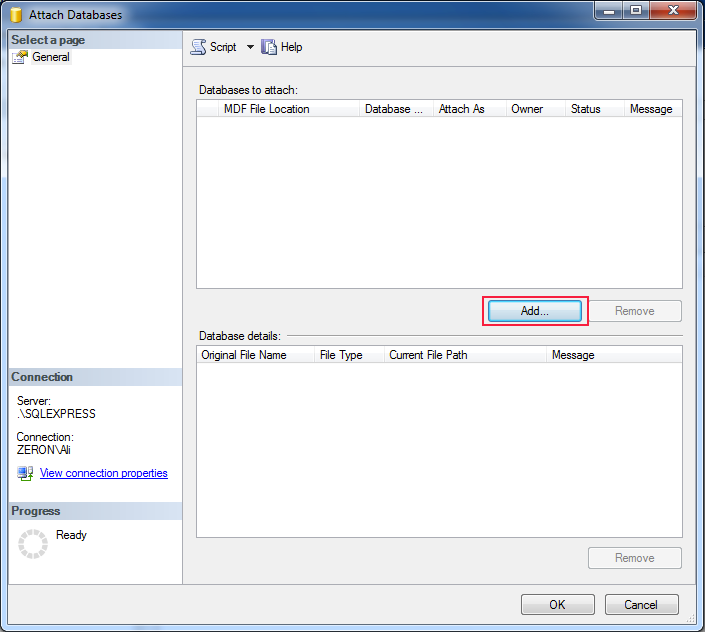 Attach Databases
Select a page
General
Script Help
Databases to attach:
MDF File Location Database ... Attach As Owner Status Message
Add... Remove
Database details:
Original File Name File Type Current File Path Message
Connection
Server:
.\SQLEXPRESS
Connection:
ZERON\Ali
View connection properties
Progress
Ready
Remove
OK Cancel